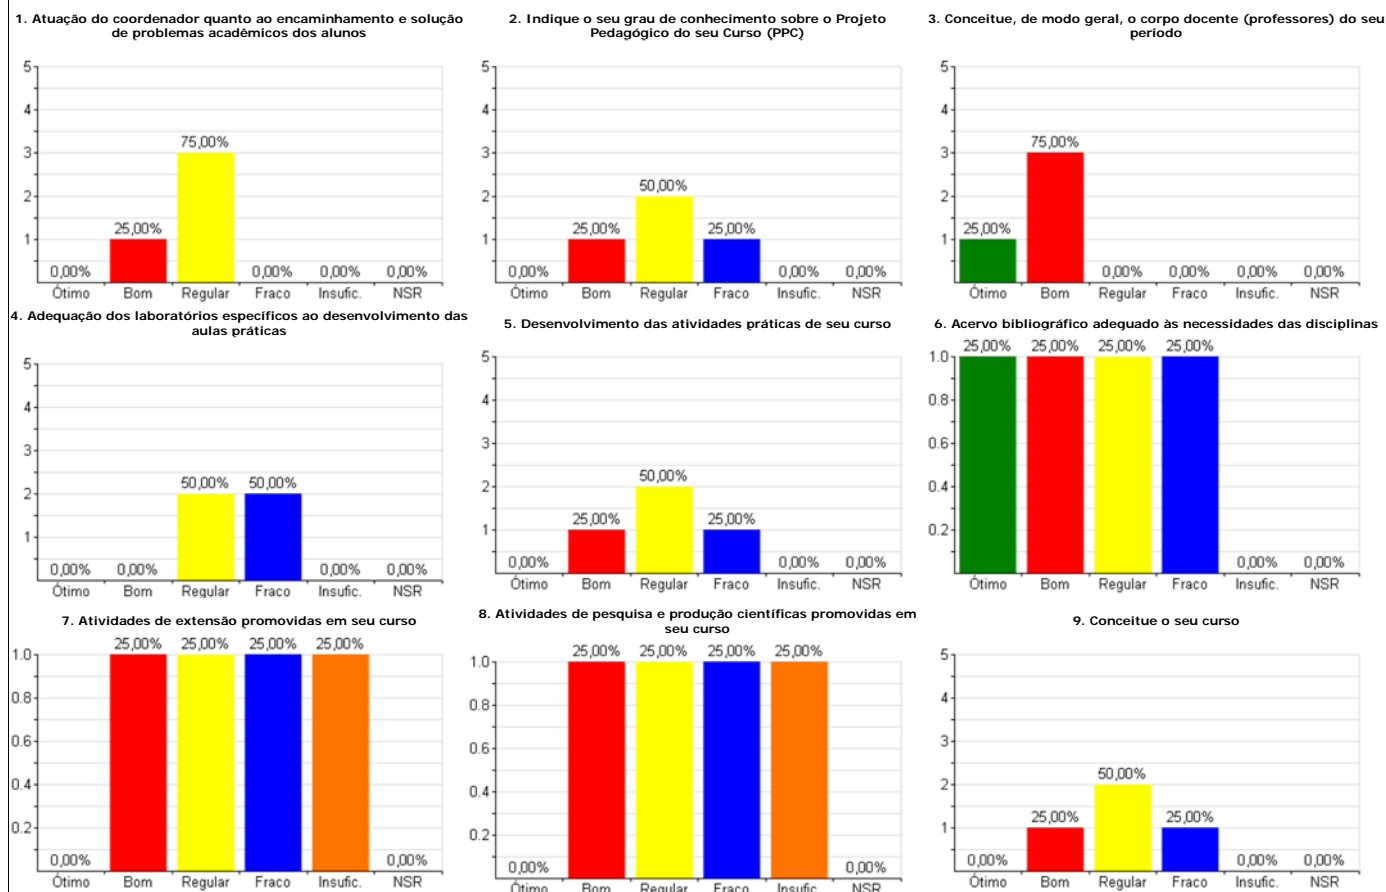 1. Atuação do coordenador quanto ao encaminhamento e solução
de problemas acadêmicos dos alunos
5
4
3
2
1
0,00% 25,00% 75,00% 0,00% 0,00% 0,00%
Ótimo Bom Regular Fraco Insufic. NSR
2. Indique o seu grau de conhecimento sobre o Projeto
Pedagógico do seu Curso (PPC)
5
4
3
2
1
0,00% 25,00% 50,00% 25,00% 0,00% 0,00%
Ótimo Bom Regular Fraco Insufic. NSR
3. Conceitue, de modo geral, o corpo docente (professores) do seu
período
5
4
3
2
1
25,00% 75,00% 0,00% 0,00% 0,00% 0,00%
Ótimo Bom Regular Fraco Insufic. NSR
4. Adequação dos laboratórios específicos ao desenvolvimento das
aulas práticas
5
4
3
2
1
0,00% 0,00% 50,00% 50,00% 0,00% 0,00%
Ótimo Bom Regular Fraco Insufic. NSR
5. Desenvolvimento das atividades práticas de seu curso
5
4
3
2
1
0,00% 25,00% 50,00% 25,00% 0,00% 0,00%
Ótimo Bom Regular Fraco Insufic. NSR
6. Acervo bibliográfico adequado às necessidades das disciplinas
25,00% 25,00% 25,00% 25,00%
1.0
0.8
0.6
0.4
0.2
0,00% 0,00%
Ótimo Bom Regular Fraco Insufic. NSR
7. Atividades de extensão promovidas em seu curso
25,00% 25,00% 25,00% 25,00%
1.0
0.8
0.6
0.4
0.2
0,00% 0,00%
Ótimo Bom Regular Fraco Insufic. NSR
8. Atividades de pesquisa e produção científicas promovidas em
seu curso
25,00% 25,00% 25,00% 25,00%
1.0
0.8
0.6
0.4
0.2
0,00% 0,00%
Ótimo Bom Regular Fraco Insufic. NSR
9. Conceitue o seu curso
5
4
3
2
1
0,00% 25,00% 50,00% 25,00% 0,00% 0,00%
Ótimo Bom Regular Fraco Insufic. NSR